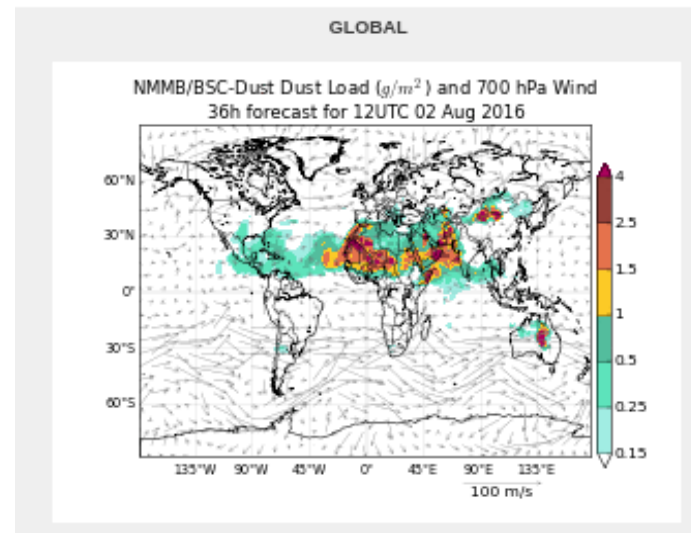 GLOBAL
NMMB/BSC-Dust Dust Load (g/m²) and 700 hPa Wind
36h forecast for 12UTC 02 Aug 2016
60°N
30°N
0°
30°S
60°S
135°W 90°W 45°W 0° 45°E 90°E 135°E
100 m/s
4
2.5
1.5
1
0.5
0.25
0.15